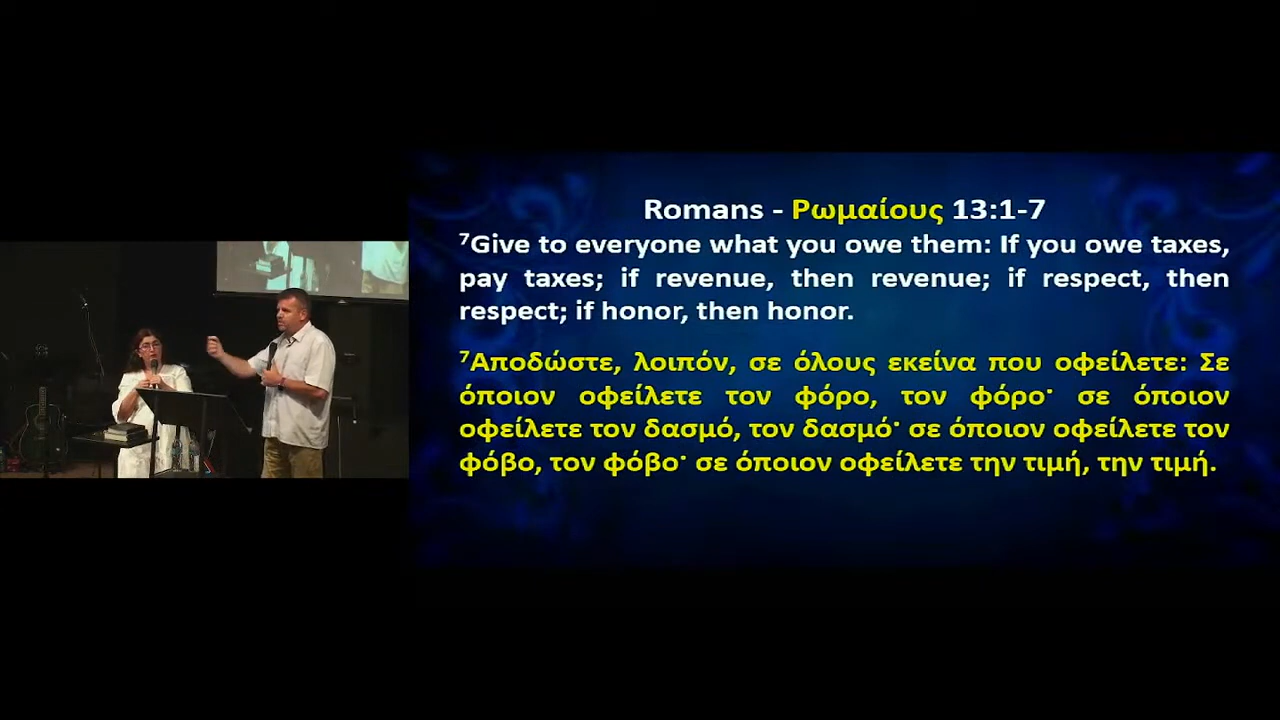 Romans - Ρωμαίους 13:1-7
⁷Give to everyone what you owe them: If you owe taxes,
pay taxes; if revenue, then revenue; if respect, then
respect; if honor, then honor.
⁷Αποδώστε, λοιπόν, σε όλους εκείνα που οφείλετε: Σε
όποιον οφείλετε τον φόρο, τον φόρο· σε όποιον
οφείλετε τον δασμό, τον δασμό· σε όποιον οφείλετε τον
φόβο, τον φόβο· σε όποιον οφείλετε την τιμή, την τιμή.